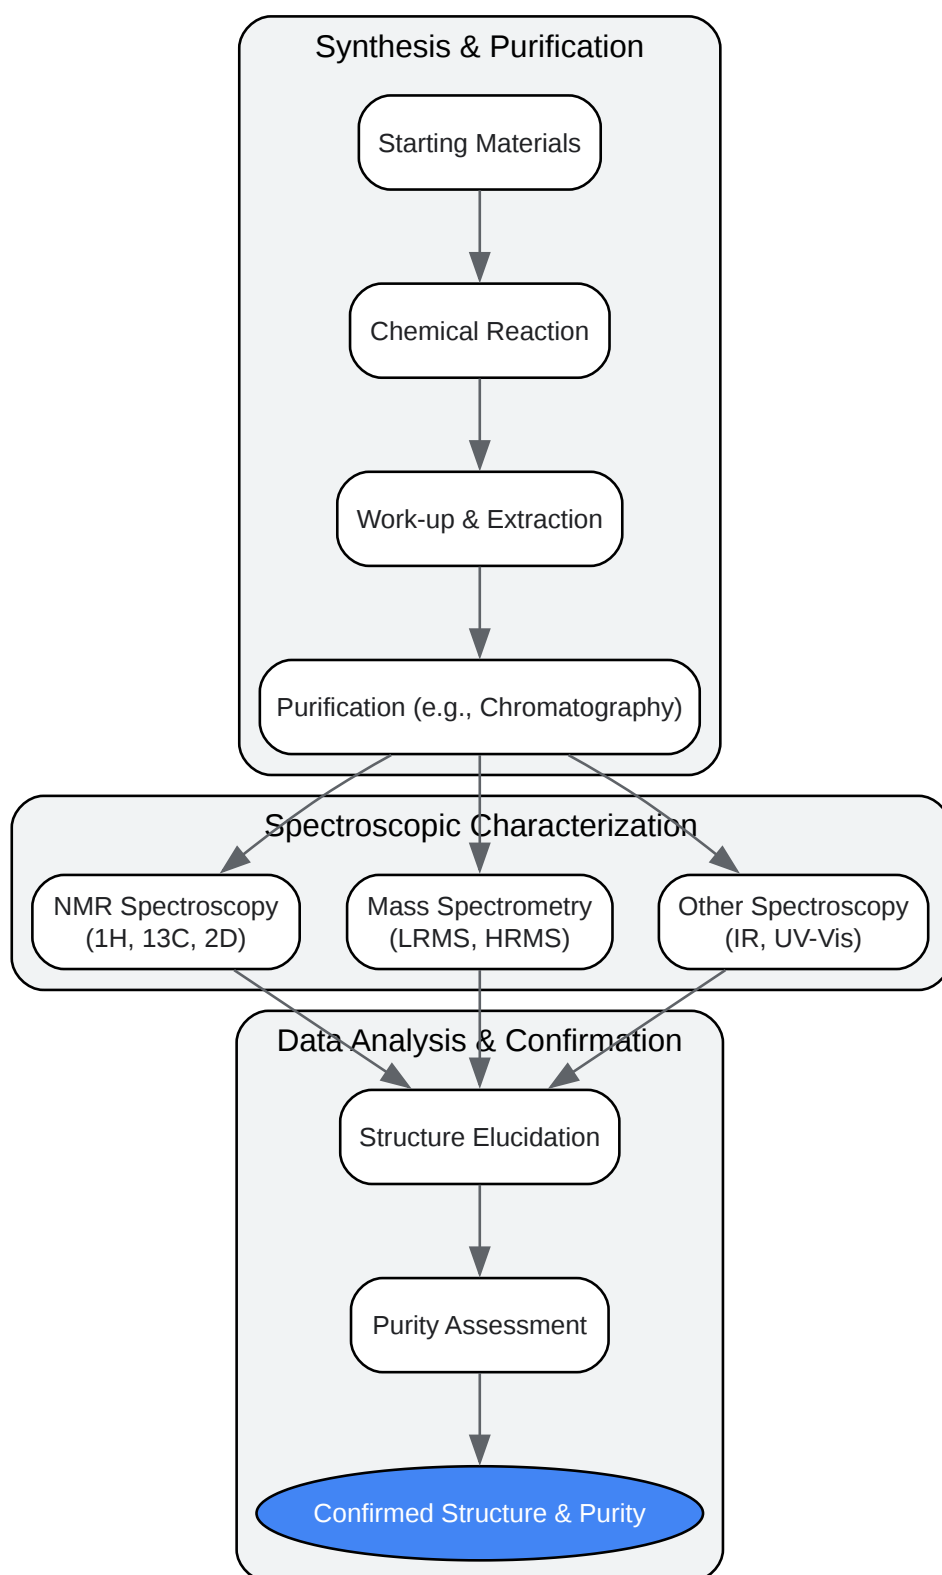 Synthesis & Purification
Starting Materials
Chemical Reaction
Work-up & Extraction
Purification (e.g., Chromatography)
Spectroscopic Characterization
NMR Spectroscopy
(1H, 13C, 2D)
Mass Spectrometry
(LRMS, HRMS)
Other Spectroscopy
(IR, UV-Vis)
Data Analysis & Confirmation
Structure Elucidation
Purity Assessment
Confirmed Structure & Purity